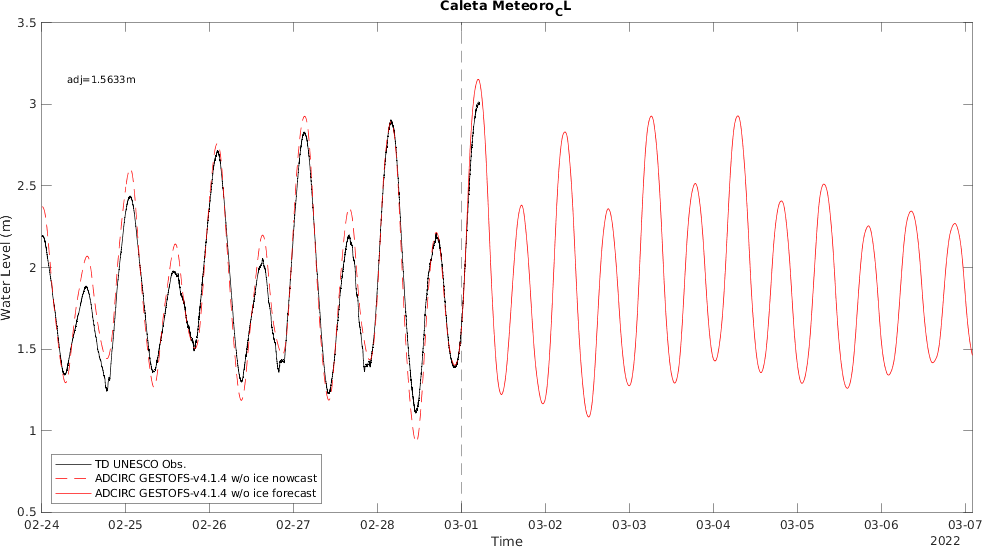 Caleta Meteoro_CL
3.5
3
2.5
2
1.5
1
0.5
Water Level (m)
adj=1.5633m
TD UNESCO Obs.
ADCIRC GESTOFS-v4.1.4 w/o ice nowcast
ADCIRC GESTOFS-v4.1.4 w/o ice forecast
02-24 02-25 02-26 02-27 02-28 03-01 03-02 03-03 03-04 03-05 03-06 03-07
Time
2022